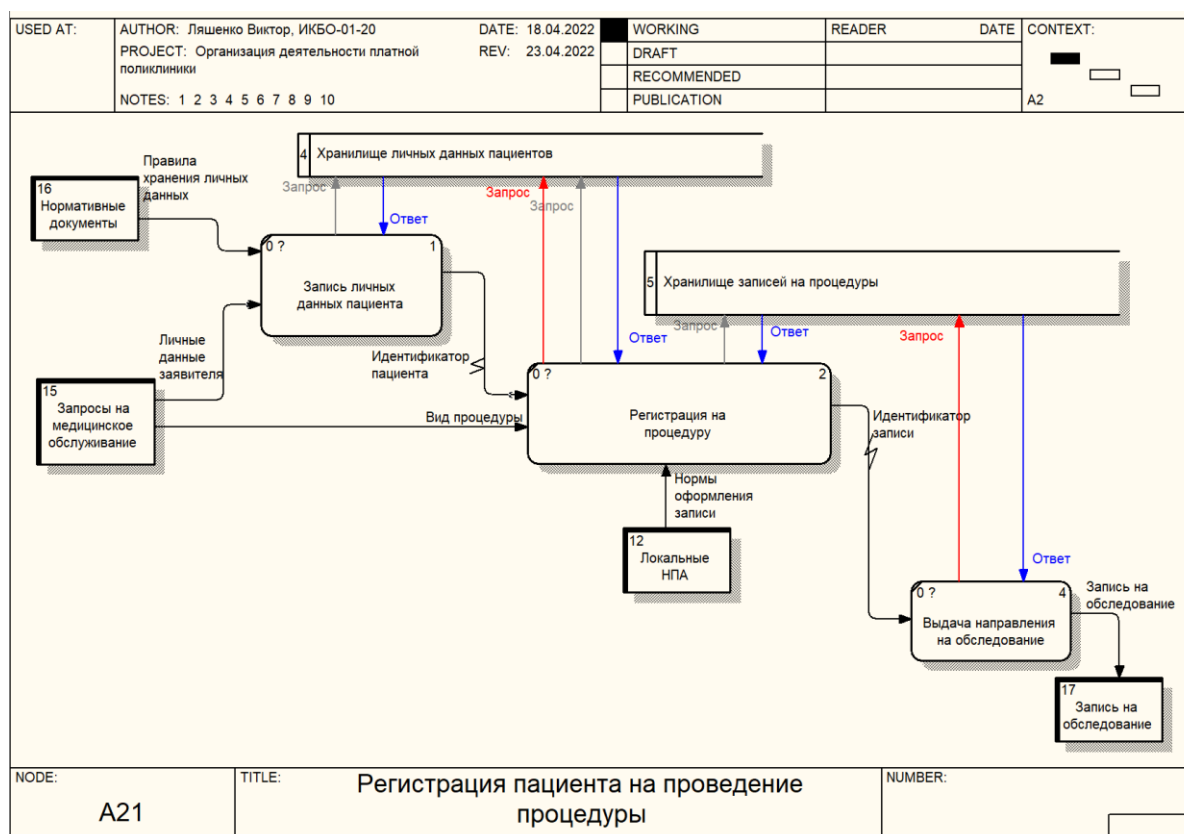 USED AT:
AUTHOR: Ляшенко Виктор, ИКБО-01-20
DATE: 18.04.2022
PROJECT: Организация деятельности платной
поликлиники
REV: 23.04.2022
NOTES: 1 2 3 4 5 6 7 8 9 10
WORKING
DRAFT
RECOMMENDED
PUBLICATION
READER
DATE
CONTEXT:
A2
4
Хранилище личных данных пациентов
Правила
хранения личных
данных
16
Нормативные
документы
Запрос
Ответ
Запрос
Запрос
0 ?
1
Запись личных
данных пациента
5
Хранилище записей на процедуры
Личные
данные
заявителя
Идентификатор
пациента
Ответ
Запрос
Ответ
Запрос
15
Запросы на
медицинское
обслуживание
Вид процедуры
0 ?
2
Регистрация на
процедуру
Идентификатор
записи
Нормы
оформления
записи
12
Локальные
НПА
Ответ
0 ?
4
Выдача направления
на обследование
Запись на
обследование
17
Запись на
обследование
NODE:
A21
TITLE:
Регистрация пациента на проведение
процедуры
NUMBER: